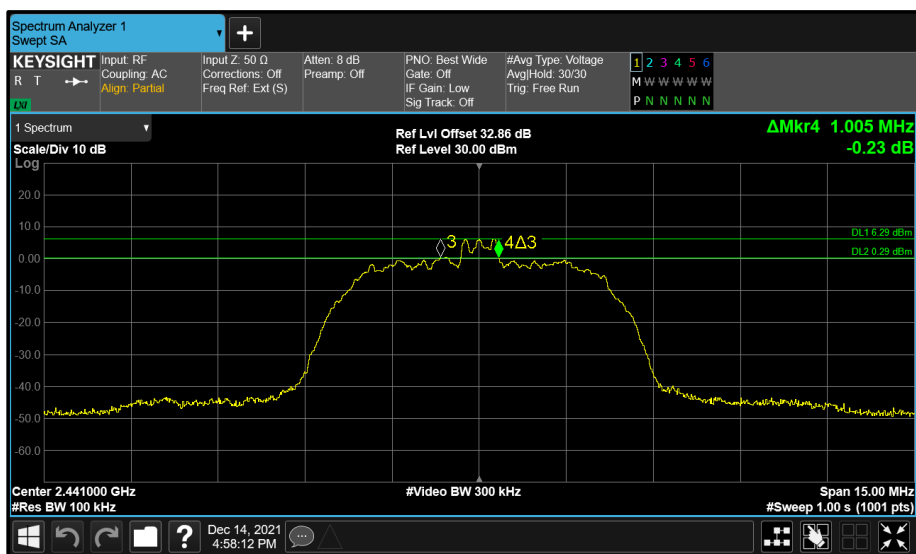 Spectrum Analyzer 1
Swept SA
+
KEYSIGHT
R T
LXI
Input: RF
Coupling: AC
Align: Partial
Input Z: 50 Ω
Corrections: Off
Freq Ref: Ext (S)
Atten: 8 dB
Preamp: Off
PNO: Best Wide
Gate: Off
IF Gain: Low
Sig Track: Off
#Avg Type: Voltage
Avg|Hold: 30/30
Trig: Free Run
1 2 3 4 5 6
M W W W W W
P N N N N N
1 Spectrum
Scale/Div 10 dB
Ref Lvl Offset 32.86 dB
Ref Level 30.00 dBm
ΔMkr4 1.005 MHz
-0.23 dB
Log
20.0
10.0
0.00
-10.0
-20.0
-30.0
-40.0
-50.0
-60.0
3
4Δ3
DL1 6.29 dBm
DL2 0.29 dBm
Center 2.441000 GHz
#Video BW 300 kHz
Span 15.00 MHz
#Res BW 100 kHz
#Sweep 1.00 s (1001 pts)
?
Dec 14, 2021
4:58:12 PM